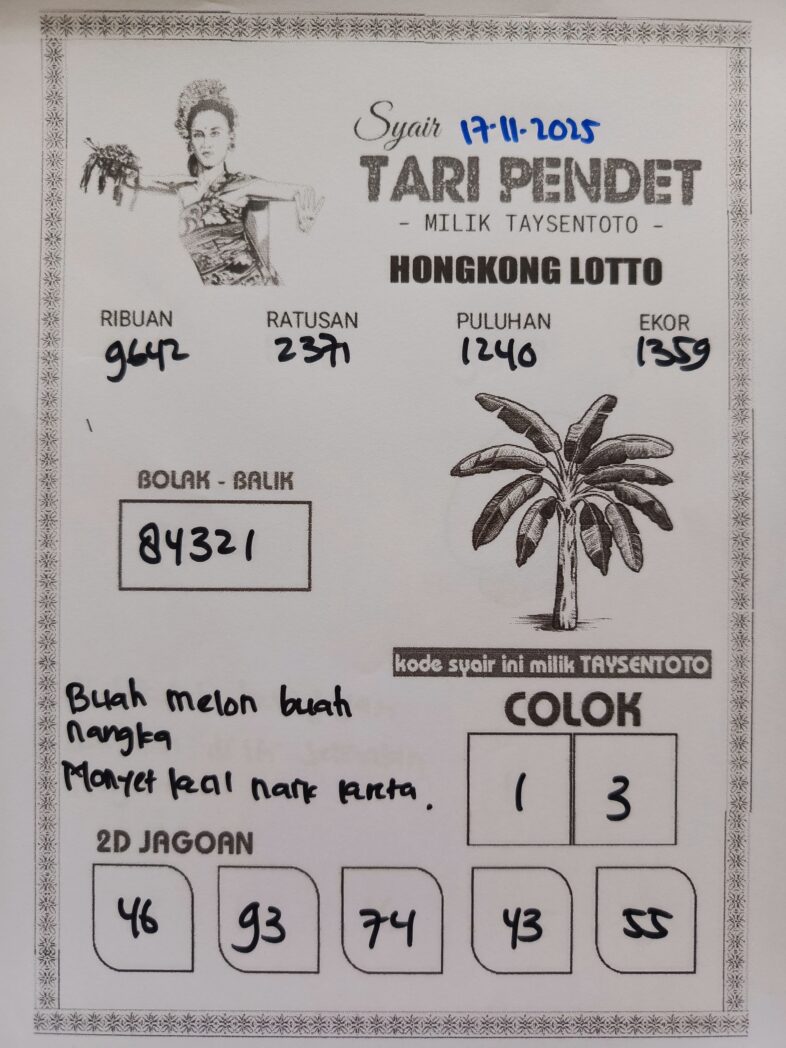 Syair 17-11-2025
TARI PENDET
- MILIK TAYSENTOTO -
HONGKONG LOTTO
RIBUAN RATUSAN PULUHAN EKOR
9642 2371 1240 1359
BOLAK - BALIK
84321
kode syair ini milik TAYSENTOTO
Buah melon buah
nangka
Monyet kecil naik kreta.
COLOK
1 3
2D JAGOAN
46 93 74 43 55